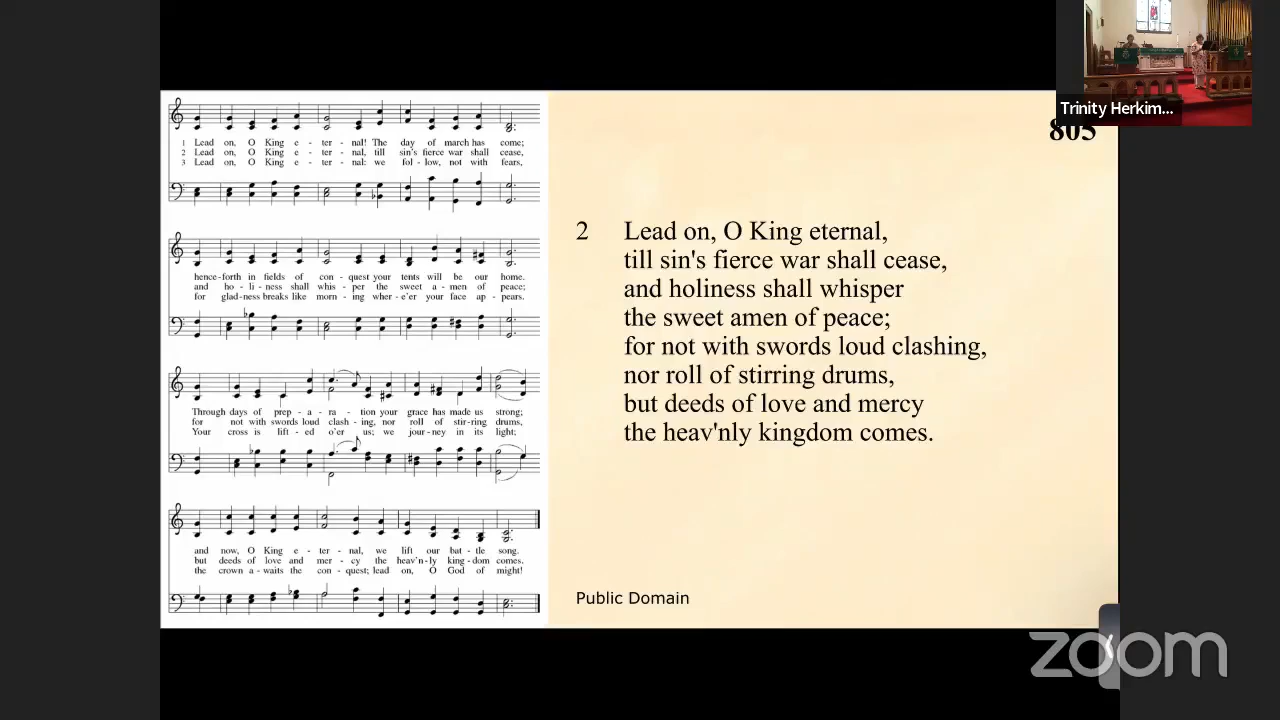 Trinity Herkim...
805
1 Lead on, O King e - ter - nal! The day of march has come;
2 Lead on, O King e - ter - nal, till sin's fierce war shall cease,
3 Lead on, O King e - ter - nal: we fol - low, not with fears,
hence - forth in fields of con - quest your tents will be our home.
and ho - li - ness shall whis - per the sweet a - men of peace;
for glad - ness breaks like morn - ing wher - e'er your face ap - pears.
Through days of prep - a - ra - tion your grace has made us strong;
for not with swords loud clash - ing, nor roll of stir - ring drums,
Your cross is lift - ed o'er us; we jour - ney in its light;
and now, O King e - ter - nal, we lift our bat - tle song.
but deeds of love and mer - cy the heav'n - ly king - dom comes.
the crown a - waits the con - quest; lead on, O God of might!
2 Lead on, O King eternal,
till sin's fierce war shall cease,
and holiness shall whisper
the sweet amen of peace;
for not with swords loud clashing,
nor roll of stirring drums,
but deeds of love and mercy
the heav'nly kingdom comes.
Public Domain
zoom